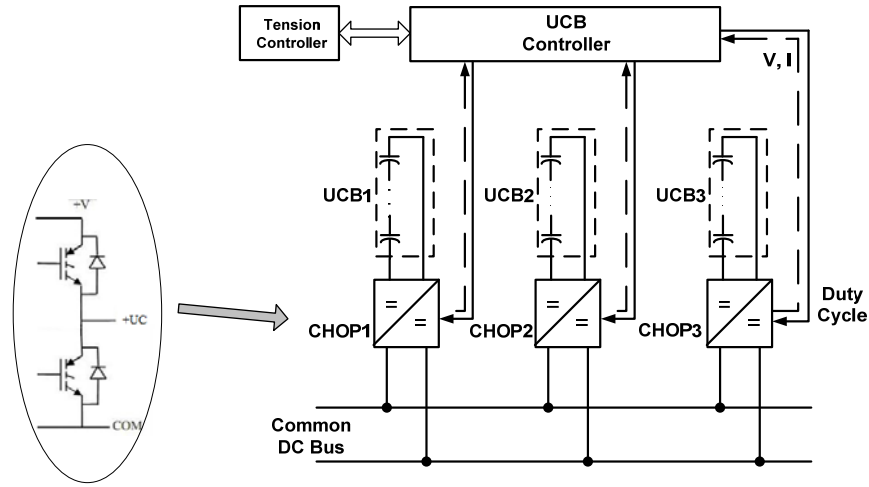 Tension
Controller
UCB
Controller
V, I
UCB1
UCB2
UCB3
+V
+UC
COM
=
=
=
=
=
=
CHOP1
CHOP2
CHOP3
Duty
Cycle
Common
DC Bus